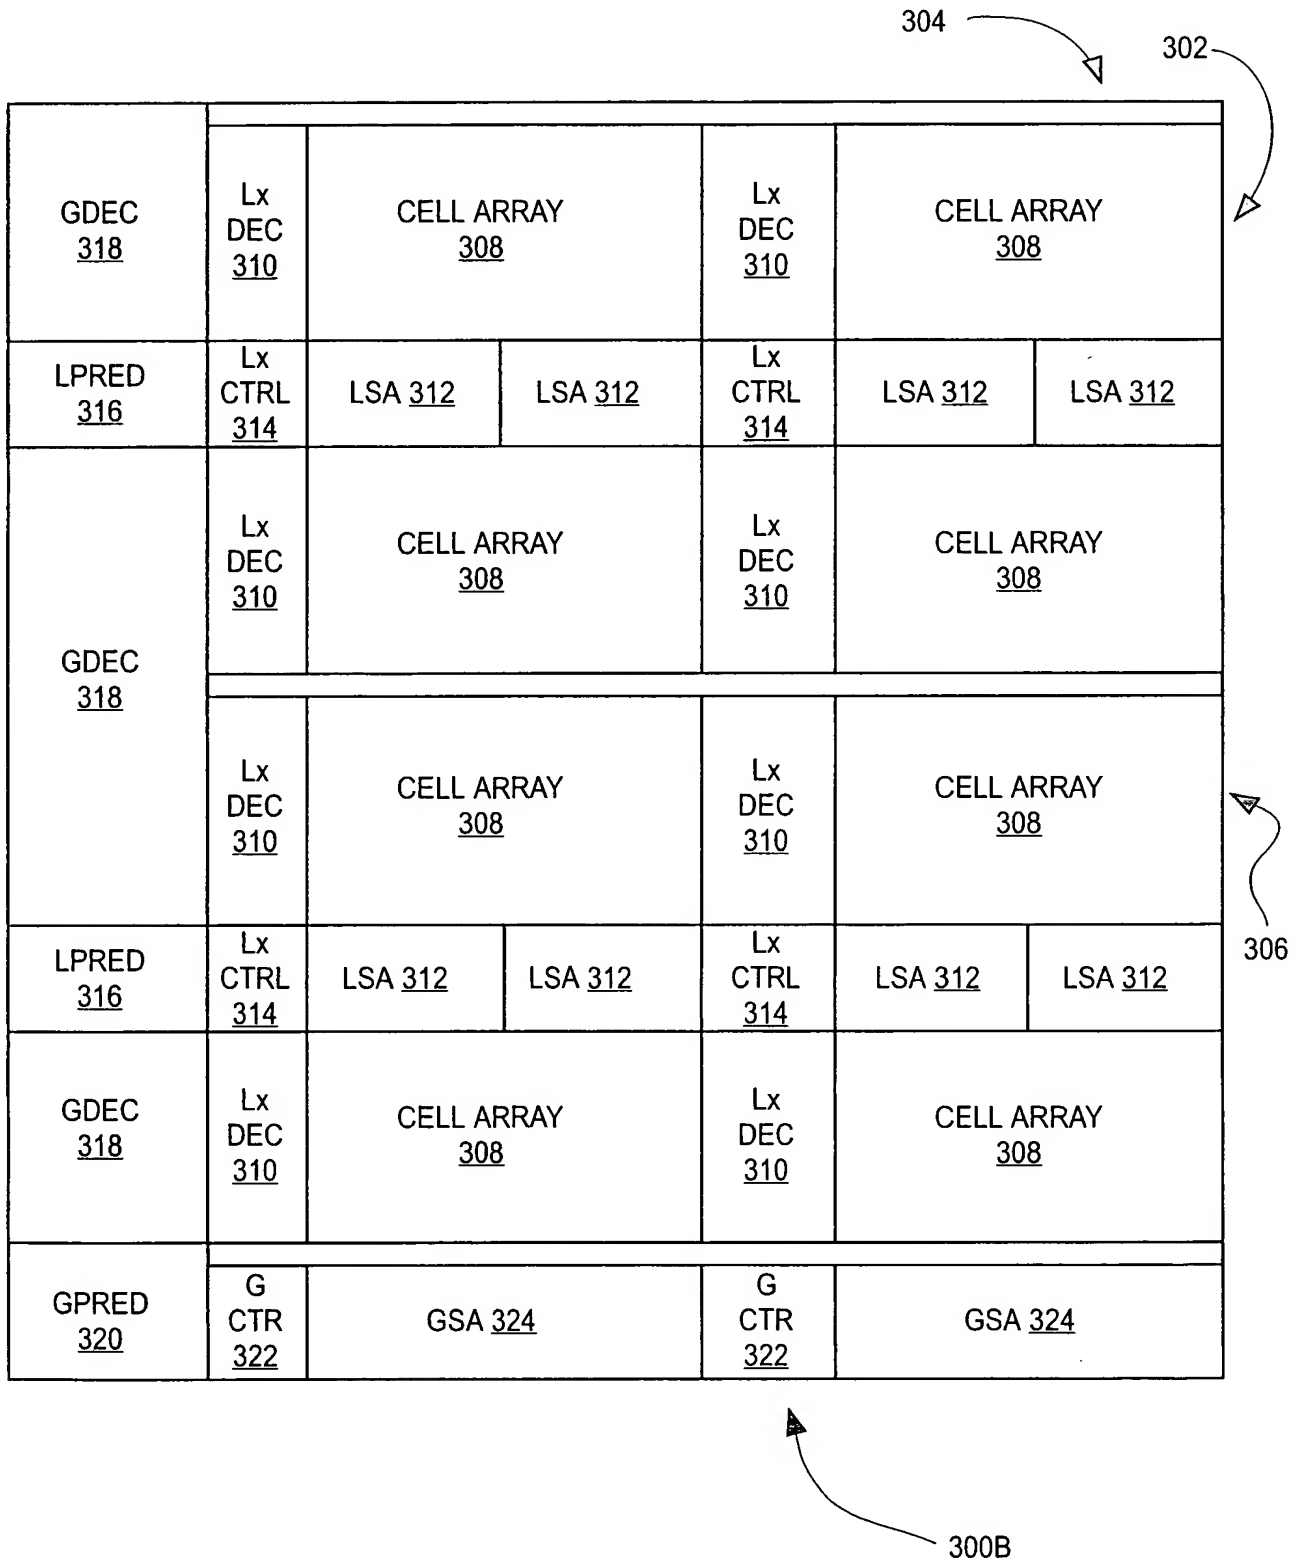 304
302
GDEC
318
Lx
DEC
310
CELL ARRAY
308
Lx
DEC
310
CELL ARRAY
308
LPRED
316
Lx
CTRL
314
LSA 312
LSA 312
Lx
CTRL
314
LSA 312
LSA 312
GDEC
318
Lx
DEC
310
CELL ARRAY
308
Lx
DEC
310
CELL ARRAY
308
Lx
DEC
310
CELL ARRAY
308
Lx
DEC
310
CELL ARRAY
308
306
LPRED
316
Lx
CTRL
314
LSA 312
LSA 312
Lx
CTRL
314
LSA 312
LSA 312
GDEC
318
Lx
DEC
310
CELL ARRAY
308
Lx
DEC
310
CELL ARRAY
308
GPRED
320
G
CTR
322
GSA 324
G
CTR
322
GSA 324
300B